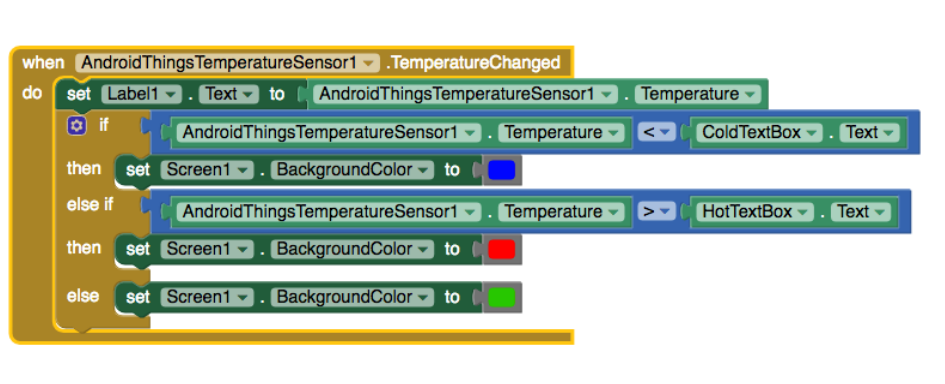 when AndroidThingsTemperatureSensor1 .TemperatureChanged
do set Label1 . Text to AndroidThingsTemperatureSensor1 . Temperature
if AndroidThingsTemperatureSensor1 . Temperature < ColdTextBox . Text
then set Screen1 . BackgroundColor to
else if AndroidThingsTemperatureSensor1 . Temperature > HotTextBox . Text
then set Screen1 . BackgroundColor to
else set Screen1 . BackgroundColor to